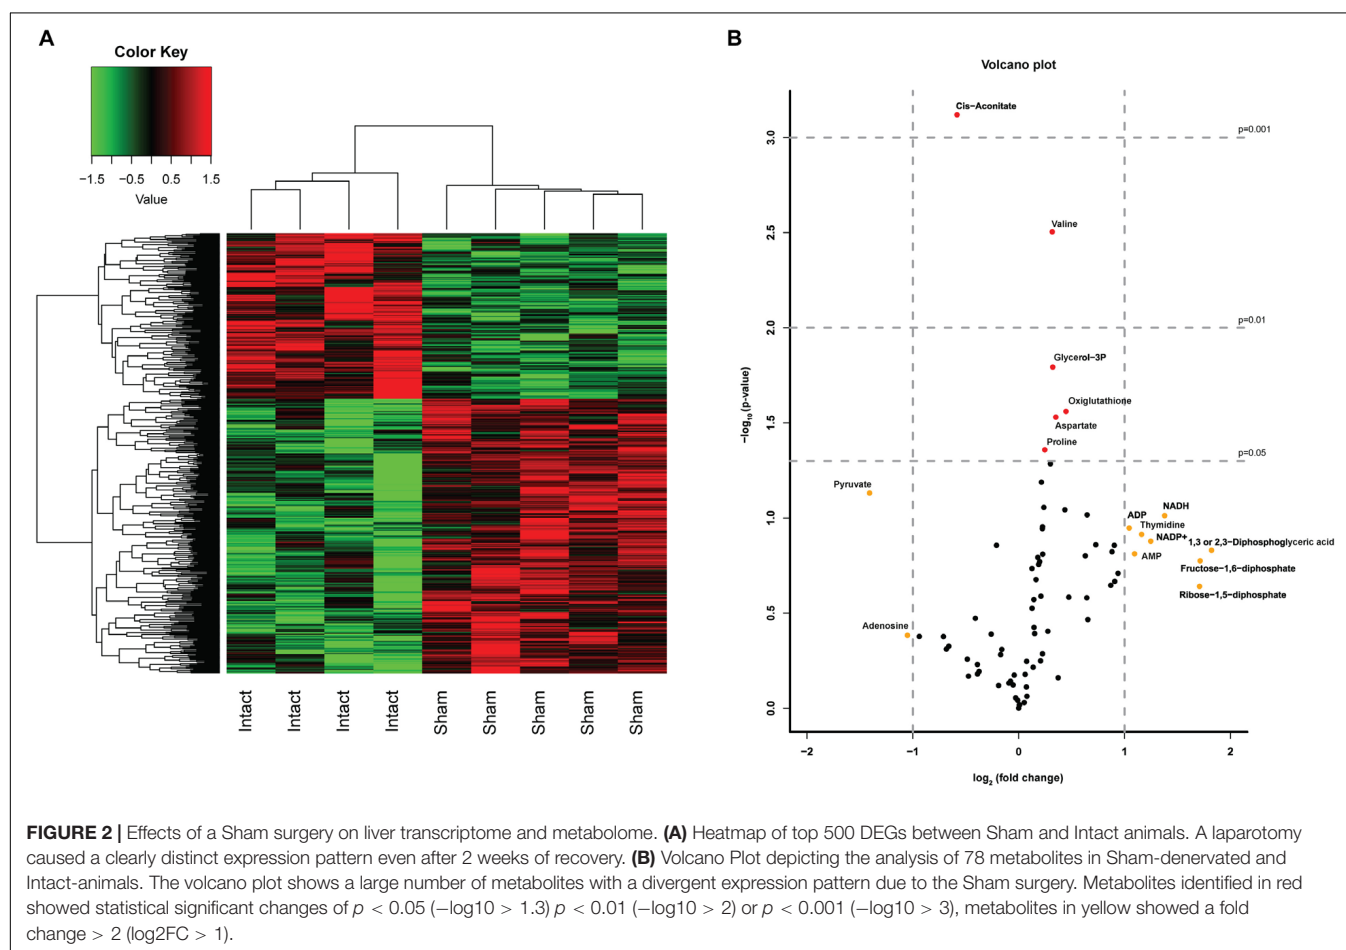 A
Color Key
−1.5 −0.5 0.5 1.5
Value
Intact
Intact
Intact
Intact
Sham
Sham
Sham
Sham
Sham
B
Volcano plot
Cis−Aconitate
p=0.001
Valine
p=0.01
Glycerol−3P
Oxiglutathione
Aspartate
Proline
p=0.05
Pyruvate
NADH
ADP
Thymidine
NADP+
1,3 or 2,3−Diphosphoglyceric acid
AMP
Fructose−1,6−diphosphate
Ribose−1,5−diphosphate
Adenosine
3.0
2.5
2.0
1.5
1.0
0.5
0.0
−log10 (p-value)
−2 −1 0 1 2
log2 (fold change)
FIGURE 2 | Effects of a Sham surgery on liver transcriptome and metabolome. (A) Heatmap of top 500 DEGs between Sham and Intact animals. A laparotomy
caused a clearly distinct expression pattern even after 2 weeks of recovery. (B) Volcano Plot depicting the analysis of 78 metabolites in Sham-denervated and
Intact-animals. The volcano plot shows a large number of metabolites with a divergent expression pattern due to the Sham surgery. Metabolites identified in red
showed statistical significant changes of p < 0.05 (−log10 > 1.3) p < 0.01 (−log10 > 2) or p < 0.001 (−log10 > 3), metabolites in yellow showed a fold
change > 2 (log2FC > 1).